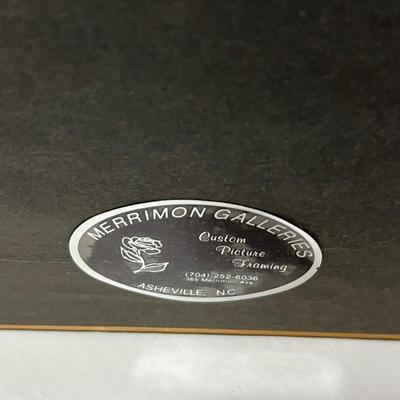 MERRIMON GALLERIES
Custom
Picture
Framing
(704) 252-6036
365 Merrimon Ave.
ASHEVILLE, NC.